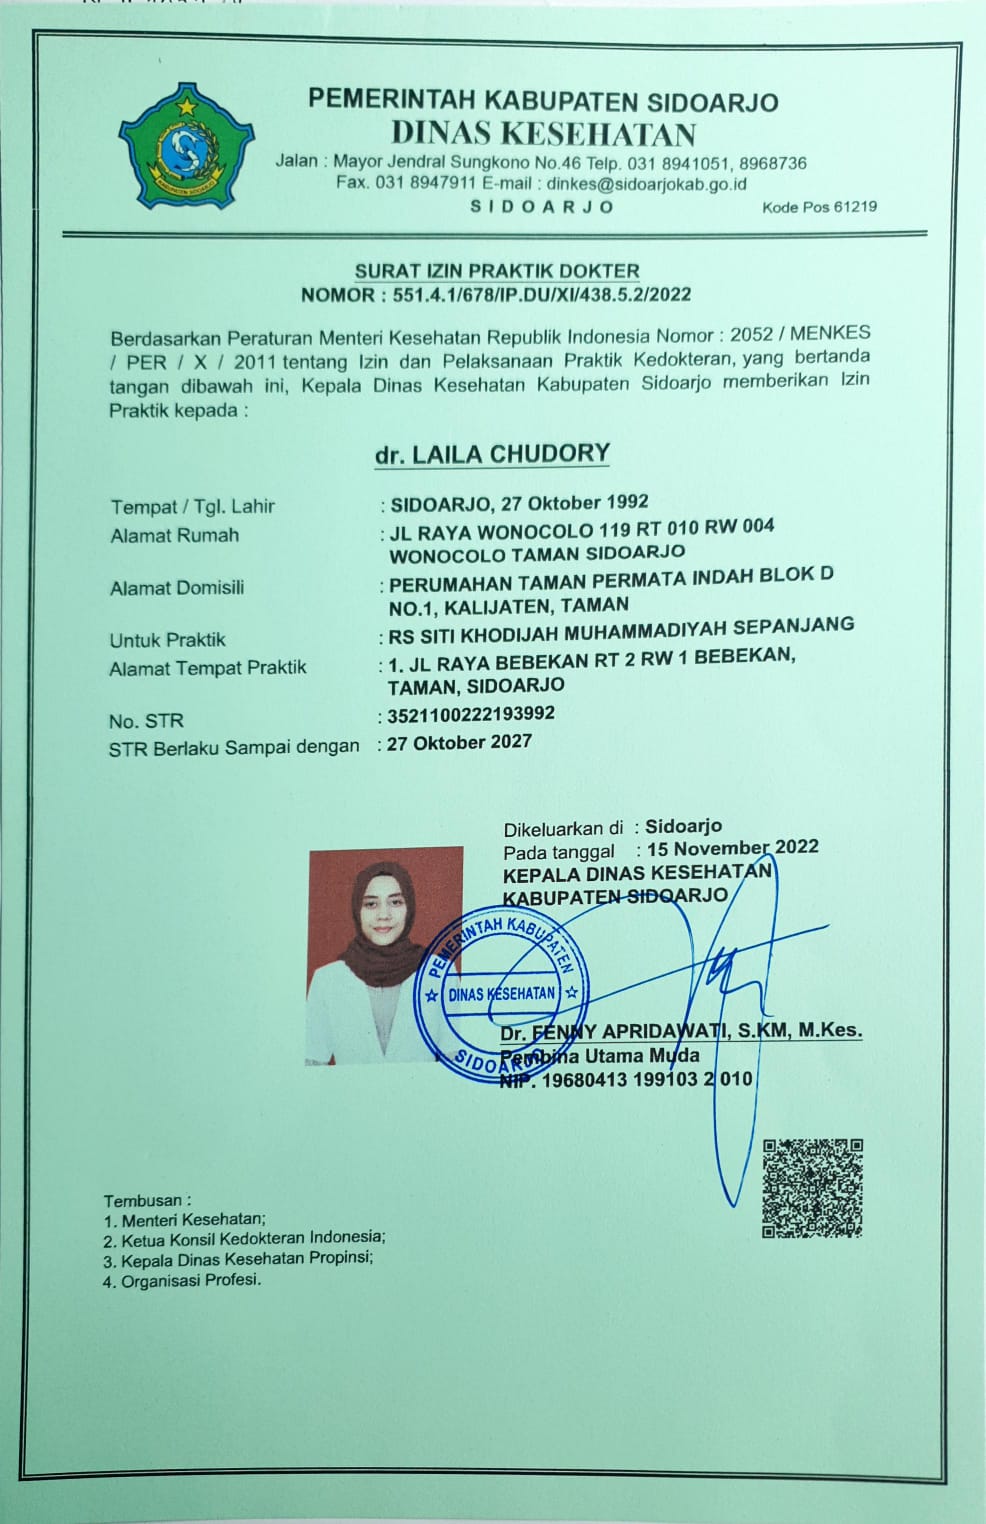 PEMERINTAH KABUPATEN SIDOARJO
DINAS KESEHATAN
Jalan : Mayor Jendral Sungkono No.46 Telp. 031 8941051, 8968736
Fax. 031 8947911 E-mail : dinkes@sidoarjokab.go.id
S I D O A R J O
Kode Pos 61219
KABUPATEN SIDOARJO
SURAT IZIN PRAKTIK DOKTER
NOMOR : 551.4.1/678/IP.DU/XI/438.5.2/2022
Berdasarkan Peraturan Menteri Kesehatan Republik Indonesia Nomor : 2052 / MENKES
/ PER / X / 2011 tentang Izin dan Pelaksanaan Praktik Kedokteran, yang bertanda
tangan dibawah ini, Kepala Dinas Kesehatan Kabupaten Sidoarjo memberikan Izin
Praktik kepada :
dr. LAILA CHUDORY
Tempat / Tgl. Lahir : SIDOARJO, 27 Oktober 1992
Alamat Rumah : JL RAYA WONOCOLO 119 RT 010 RW 004
WONOCOLO TAMAN SIDOARJO
Alamat Domisili : PERUMAHAN TAMAN PERMATA INDAH BLOK D
NO.1, KALIJATEN, TAMAN
Untuk Praktik : RS SITI KHODIJAH MUHAMMADIYAH SEPANJANG
Alamat Tempat Praktik : 1. JL RAYA BEBEKAN RT 2 RW 1 BEBEKAN,
TAMAN, SIDOARJO
No. STR : 3521100222193992
STR Berlaku Sampai dengan : 27 Oktober 2027
Dikeluarkan di : Sidoarjo
Pada tanggal : 15 November 2022
KEPALA DINAS KESEHATAN
KABUPATEN SIDOARJO
PEMERINTAH KABUPATEN
DINAS KESEHATAN
SIDOARJO
Dr. FENNY APRIDAWATI, S.KM, M.Kes.
Pembina Utama Muda
NIP. 19680413 199103 2 010
Tembusan :
1. Menteri Kesehatan;
2. Ketua Konsil Kedokteran Indonesia;
3. Kepala Dinas Kesehatan Propinsi;
4. Organisasi Profesi.